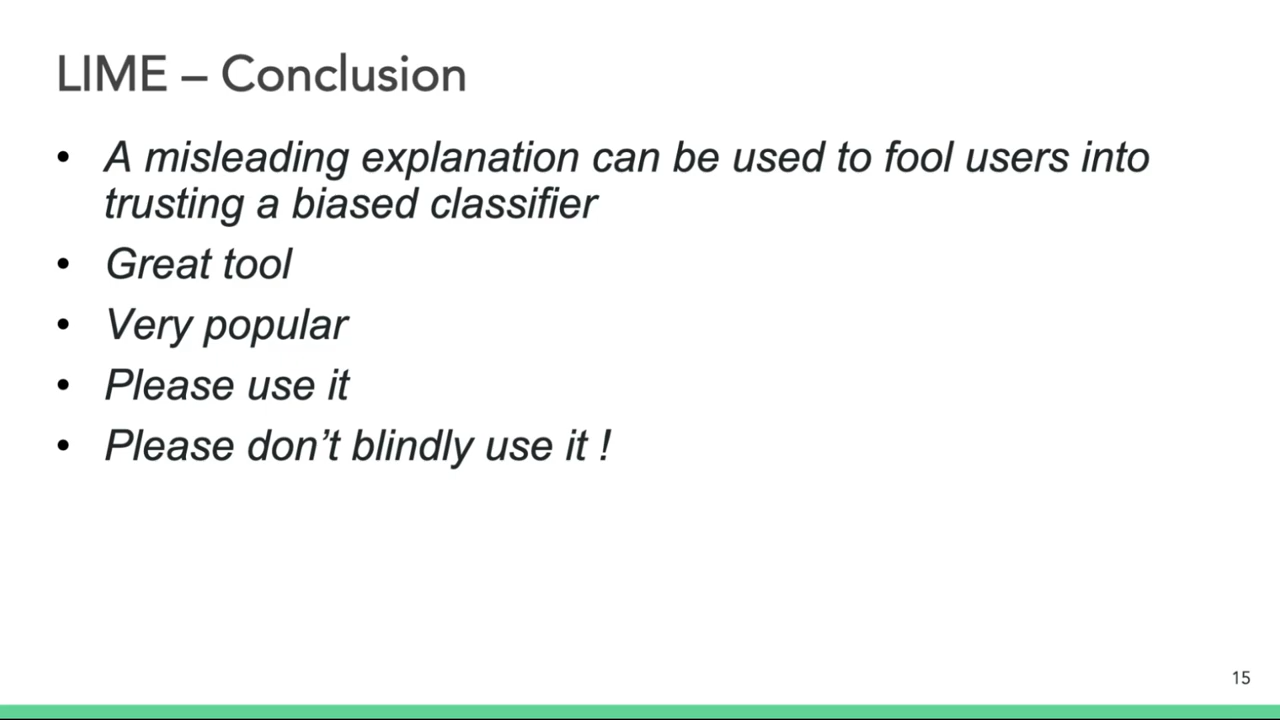 LIME – Conclusion
• A misleading explanation can be used to fool users into
trusting a biased classifier
• Great tool
• Very popular
• Please use it
• Please don’t blindly use it !
15